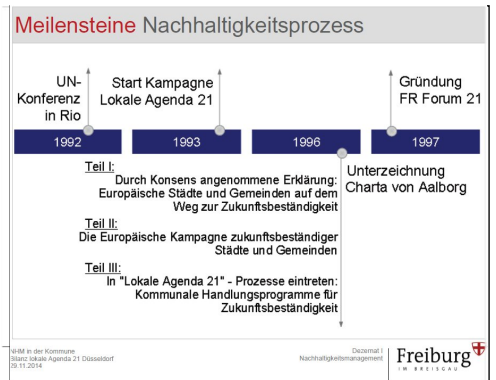 Meilensteine Nachhaltigkeitsprozess
UN-
Konferenz
in Rio
Start Kampagne
Lokale Agenda 21
Gründung
FR Forum 21
1992
1993
1996
1997
Unterzeichnung
Charta von Aalborg
Teil I:
Durch Konsens angenommene Erklärung:
Europäische Städte und Gemeinden auf dem
Weg zur Zukunftsbeständigkeit
Teil II:
Die Europäische Kampagne zukunftsbeständiger
Städte und Gemeinden
Teil III:
In "Lokale Agenda 21" - Prozesse eintreten:
Kommunale Handlungsprogramme für
Zukunftsbeständigkeit
NHM in der Kommune
Bilanz lokale Agenda 21 Düsseldorf
29.11.2014
Dezernat I
Nachhaltigkeitsmanagement
Freiburg
IM BREISGAU